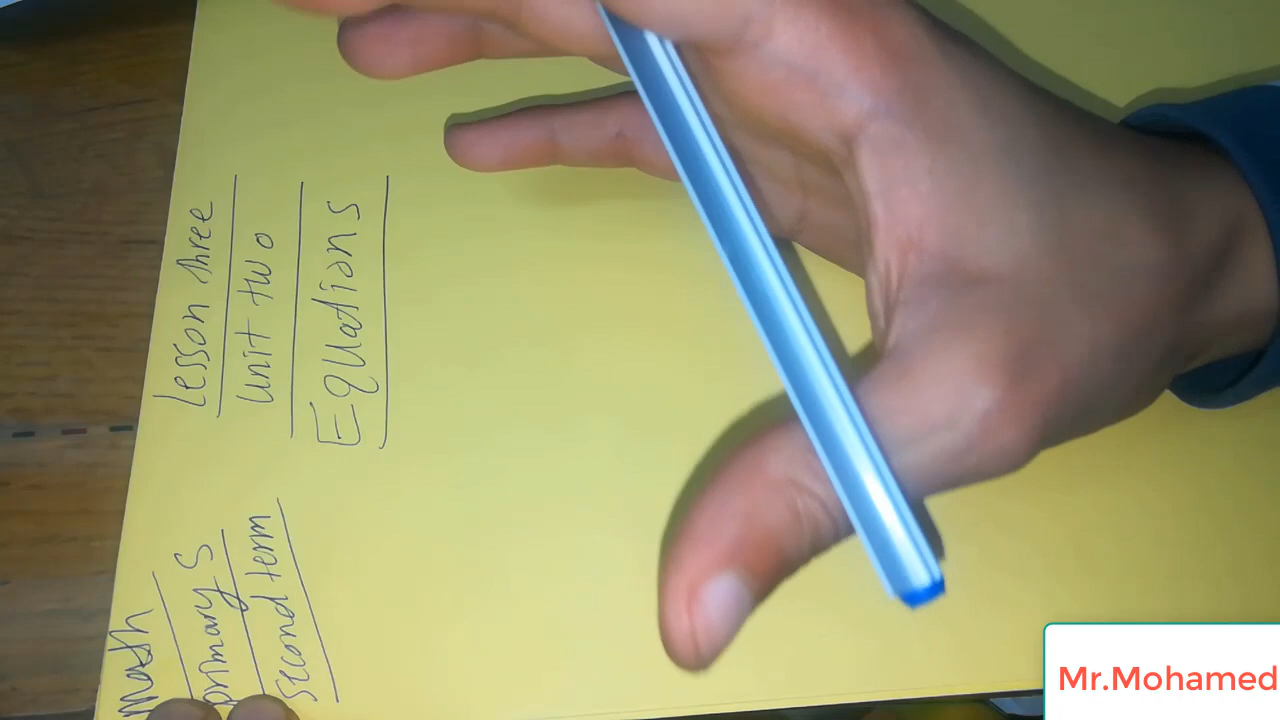 Math
primary 5
second term
Lesson three
unit two
Equations
Mr.Mohamed